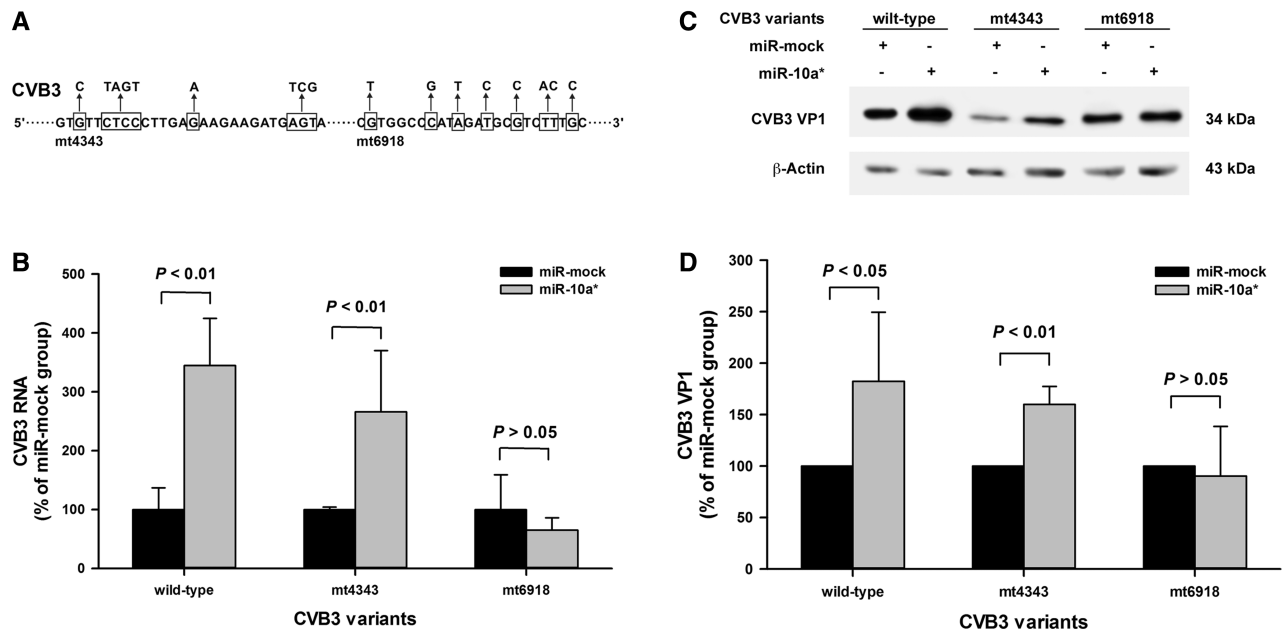 A
CVB3 C TAGT A TCG T G T C C AC C
5'······GTGTTCTCCCTTGAGAAGAAGATGAGTA······CGTGGCCCATAGATGCGTCTTTGC······3'
mt4343 mt6918
B
500
400
300
200
100
0
CVB3 RNA
(% of miR-mock group)
P < 0.01
P < 0.01
P > 0.05
miR-mock
miR-10a*
wild-type mt4343 mt6918
CVB3 variants
C
CVB3 variants wilt-type mt4343 mt6918
miR-mock + - + - + -
miR-10a* - + - + - +
CVB3 VP1 34 kDa
β-Actin 43 kDa
D
300
250
200
150
100
50
0
CVB3 VP1
(% of miR-mock group)
P < 0.05
P < 0.01
P > 0.05
miR-mock
miR-10a*
wild-type mt4343 mt6918
CVB3 variants